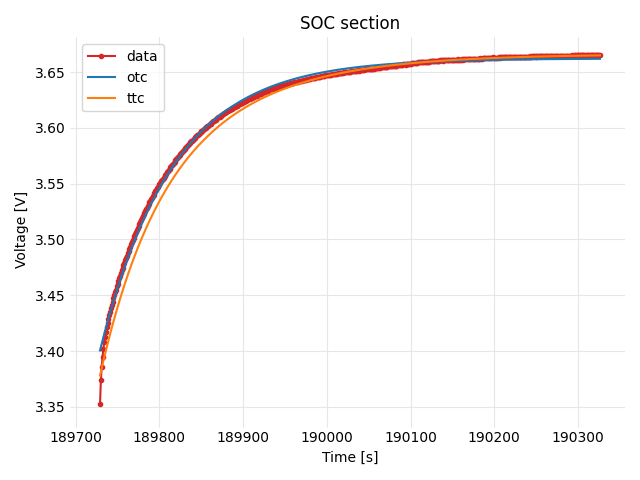 SOC section
data
otc
ttc
Voltage [V]
3.65
3.60
3.55
3.50
3.45
3.40
3.35
189700 189800 189900 190000 190100 190200 190300
Time [s]